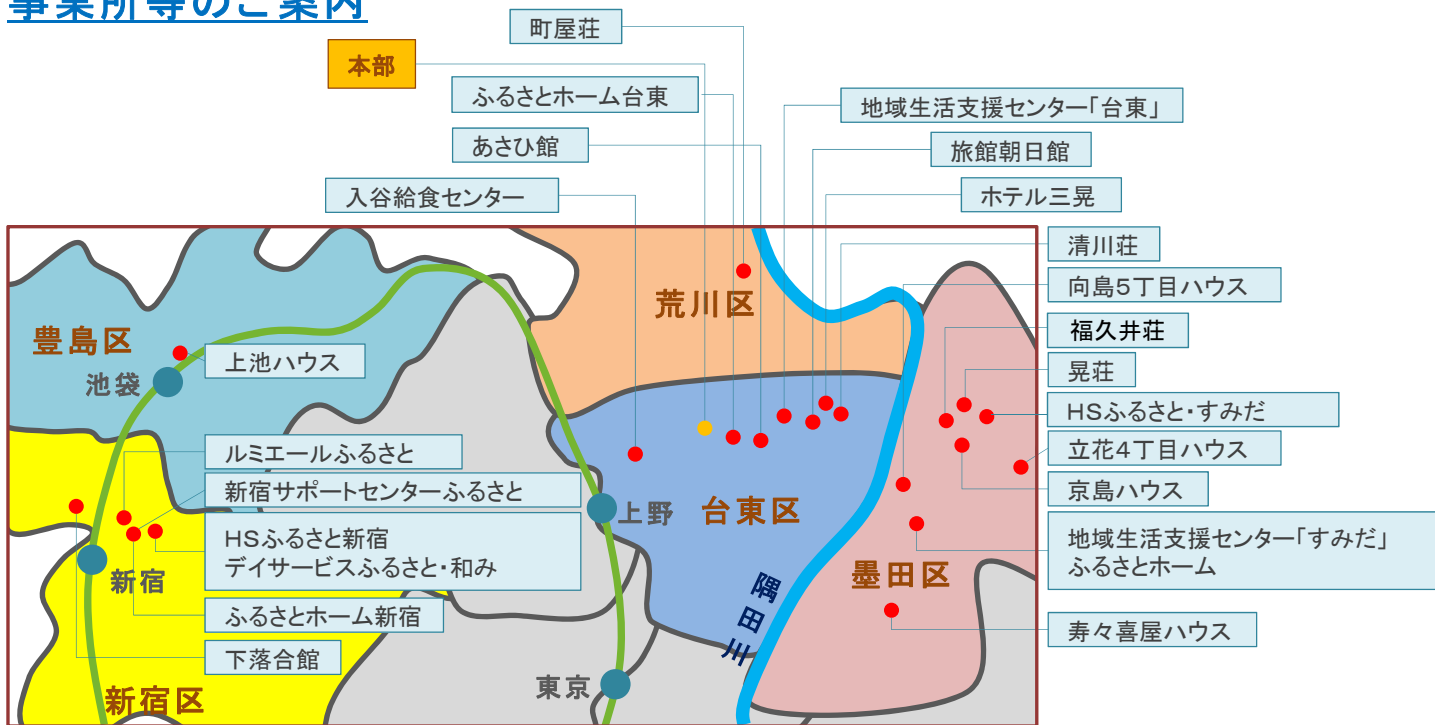 事業所等のご案内
町屋荘
本部
ふるさとホーム台東
地域生活支援センター「台東」
あさひ館
旅館朝日館
入谷給食センター
ホテル三晃
清川荘
向島5丁目ハウス
福久井荘
晃荘
HSふるさと・すみだ
立花4丁目ハウス
京島ハウス
地域生活支援センター「すみだ」
ふるさとホーム
寿々喜屋ハウス
荒川区
豊島区
池袋
上池ハウス
ルミエールふるさと
新宿サポートセンターふるさと
HSふるさと新宿
デイサービスふるさと・和み
ふるさとホーム新宿
下落合館
新宿
新宿区
上野
台東区
隅田川
墨田区
東京